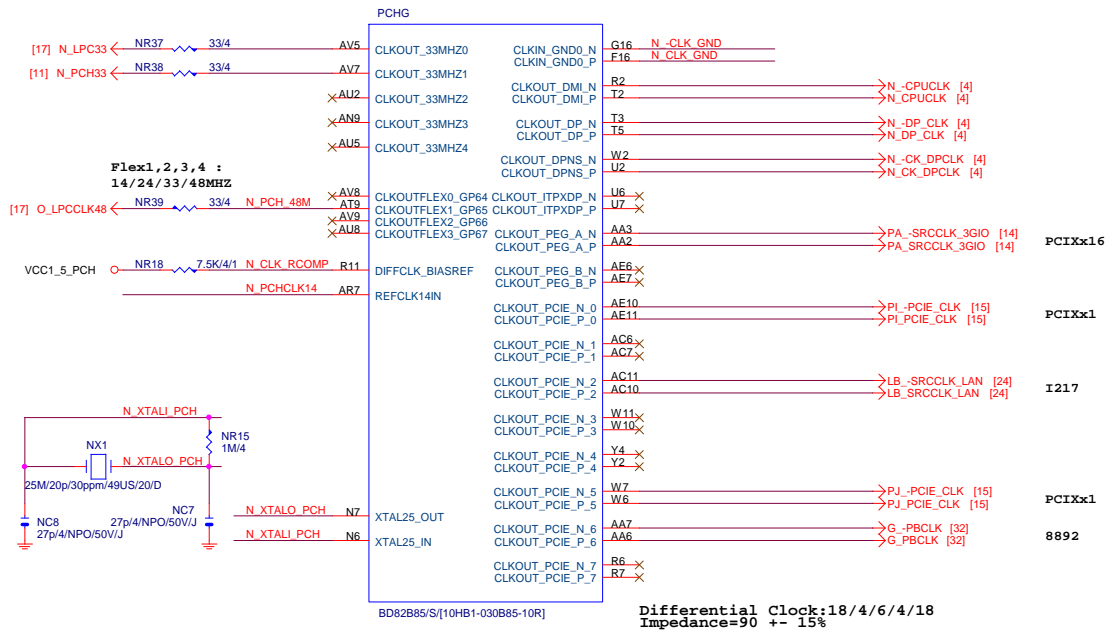 PCHG
[17] N_LPC33 NR37 33/4 AV5 CLKOUT_33MHZ0 CLKIN_GND0_N G16 N_-CLK_GND
CLKIN_GND0_P F16 N_CLK_GND
[11] N_PCH33 NR38 33/4 AV7 CLKOUT_33MHZ1
CLKOUT_DMI_N R2 N_-CPUCLK [4]
AU2 CLKOUT_33MHZ2 CLKOUT_DMI_P T2 N_CPUCLK [4]
AN9 CLKOUT_33MHZ3 CLKOUT_DP_N T3 N_-DP_CLK [4]
CLKOUT_DP_P T5 N_DP_CLK [4]
AU5 CLKOUT_33MHZ4
CLKOUT_DPNS_N W2 N_-CK_DPCLK [4]
Flex1,2,3,4 : CLKOUT_DPNS_P U2 N_CK_DPCLK [4]
14/24/33/48MHZ
AV8 CLKOUTFLEX0_GP64 CLKOUT_ITPXDP_N U6
[17] O_LPCCLK48 NR39 33/4 N_PCH_48M AT9 CLKOUTFLEX1_GP65 CLKOUT_ITPXDP_P U7
AV9 CLKOUTFLEX2_GP66
AU8 CLKOUTFLEX3_GP67 CLKOUT_PEG_A_N AA3 PA_-SRCCLK_3GIO [14]
CLKOUT_PEG_A_P AA2 PA_SRCCLK_3GIO [14] PCIXx16
VCC1_5_PCH NR18 7.5K/4/1 N_CLK_RCOMP R11 DIFFCLK_BIASREF CLKOUT_PEG_B_N AE6
CLKOUT_PEG_B_P AE7
N_PCHCLK14 AR7 REFCLK14IN
CLKOUT_PCIE_N_0 AE10 PI_-PCIE_CLK [15]
CLKOUT_PCIE_P_0 AE11 PI_PCIE_CLK [15] PCIXx1
CLKOUT_PCIE_N_1 AC6
CLKOUT_PCIE_P_1 AC7
CLKOUT_PCIE_N_2 AC11 LB_-SRCCLK_LAN [24]
CLKOUT_PCIE_P_2 AC10 LB_SRCCLK_LAN [24] I217
N_XTALI_PCH
CLKOUT_PCIE_N_3 W11
CLKOUT_PCIE_P_3 W10
NR15
1M/4
NX1 N_XTALO_PCH
CLKOUT_PCIE_N_4 Y4
CLKOUT_PCIE_P_4 Y2
25M/20p/30ppm/49US/20/D
CLKOUT_PCIE_N_5 W7 PJ_-PCIE_CLK [15]
CLKOUT_PCIE_P_5 W6 PJ_PCIE_CLK [15] PCIXx1
NC8 NC7
27p/4/NPO/50V/J 27p/4/NPO/50V/J
N_XTALO_PCH N7 XTAL25_OUT
CLKOUT_PCIE_N_6 AA7 G_-PBCLK [32]
N_XTALI_PCH N6 XTAL25_IN CLKOUT_PCIE_P_6 AA6 G_PBCLK [32] 8892
CLKOUT_PCIE_N_7 R6
CLKOUT_PCIE_P_7 R7
BD82B85/S/[10HB1-030B85-10R]
Differential Clock:18/4/6/4/18
Impedance=90 +- 15%